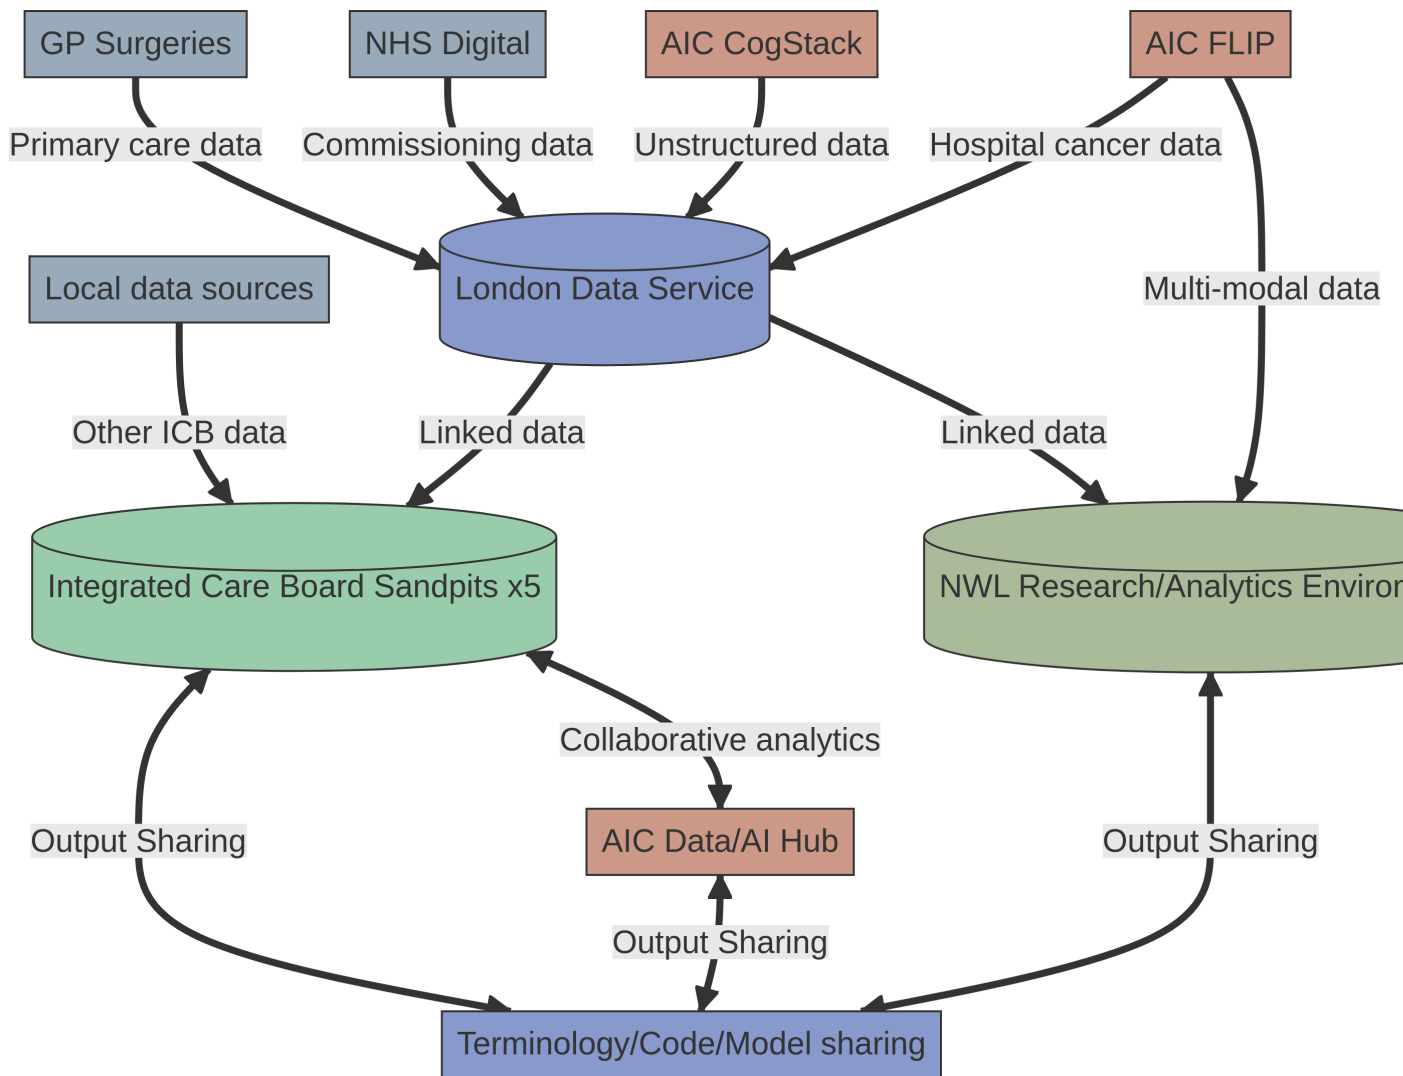 GP Surgeries
NHS Digital
AIC CogStack
AIC FLIP
Primary care data
Commissioning data
Unstructured data
Hospital cancer data
Local data sources
London Data Service
Multi-modal data
Other ICB data
Linked data
Linked data
Integrated Care Board Sandpits x5
NWL Research/Analytics
Collaborative analytics
Output Sharing
AIC Data/AI Hub
Output Sharing
Output Sharing
Terminology/Code/Model sharing